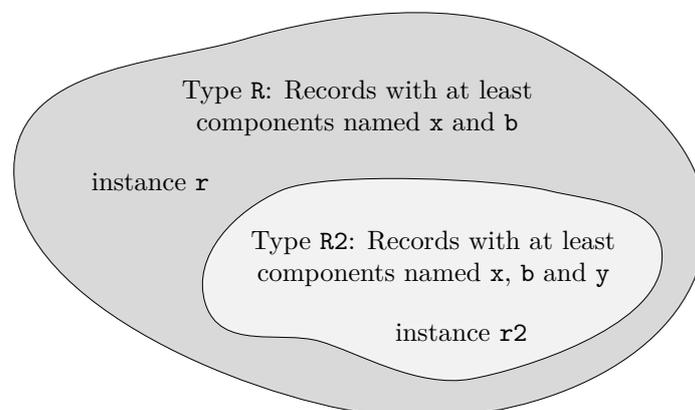 Type R: Records with at least
components named x and b
instance r
Type R2: Records with at least
components named x, b and y
instance r2